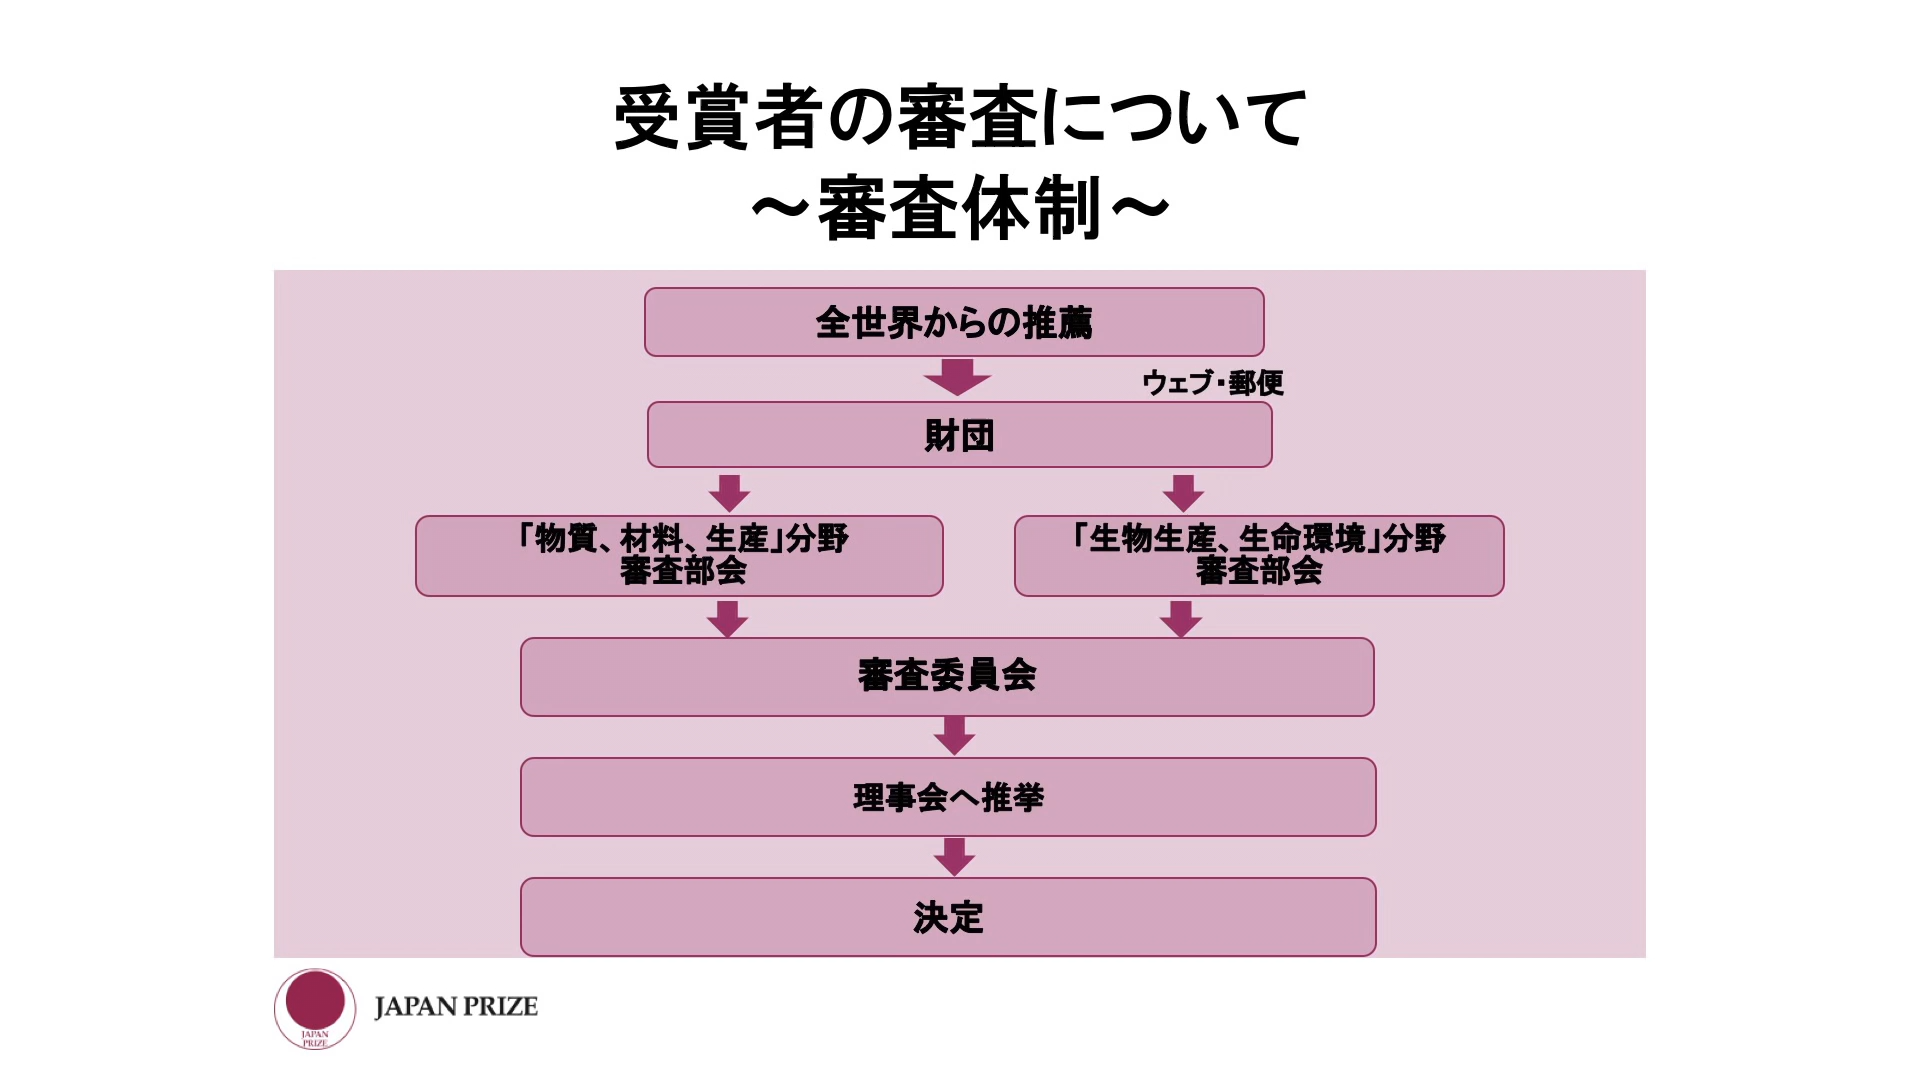 受賞者の審査について
～審査体制～
全世界からの推薦
ウェブ・郵便
財団
「物質、材料、生産」分野
審査部会
「生物生産、生命環境」分野
審査部会
審査委員会
理事会へ推挙
決定
JAPAN
PRIZE
JAPAN PRIZE